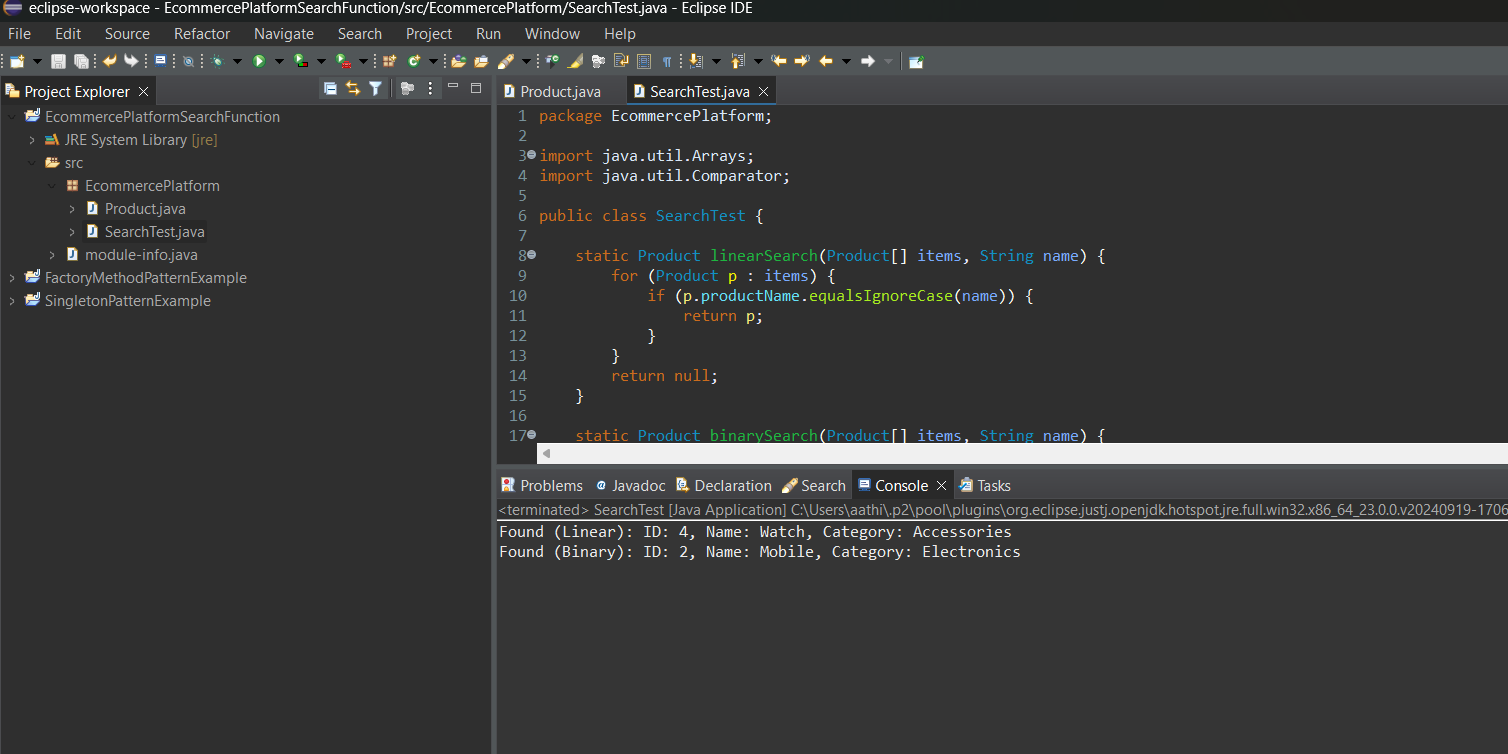 eclipse-workspace - EcommercePlatformSearchFunction/src/EcommercePlatform/SearchTest.java - Eclipse IDE
File Edit Source Refactor Navigate Search Project Run Window Help
Project Explorer
EcommercePlatformSearchFunction
JRE System Library [jre]
src
EcommercePlatform
Product.java
SearchTest.java
module-info.java
FactoryMethodPatternExample
SingletonPatternExample
Product.java SearchTest.java
1 package EcommercePlatform;
2
3 import java.util.Arrays;
4 import java.util.Comparator;
5
6 public class SearchTest {
7
8     static Product linearSearch(Product[] items, String name) {
9         for (Product p : items) {
10             if (p.productName.equalsIgnoreCase(name)) {
11                 return p;
12             }
13         }
14         return null;
15     }
16
17     static Product binarySearch(Product[] items, String name) {
Problems Javadoc Declaration Search Console Tasks
<terminated> SearchTest [Java Application] C:\Users\aathi\.p2\pool\plugins\org.eclipse.justj.openjdk.hotspot.jre.full.win32.x86_64_23.0.0.v20240919-1706
Found (Linear): ID: 4, Name: Watch, Category: Accessories
Found (Binary): ID: 2, Name: Mobile, Category: Electronics